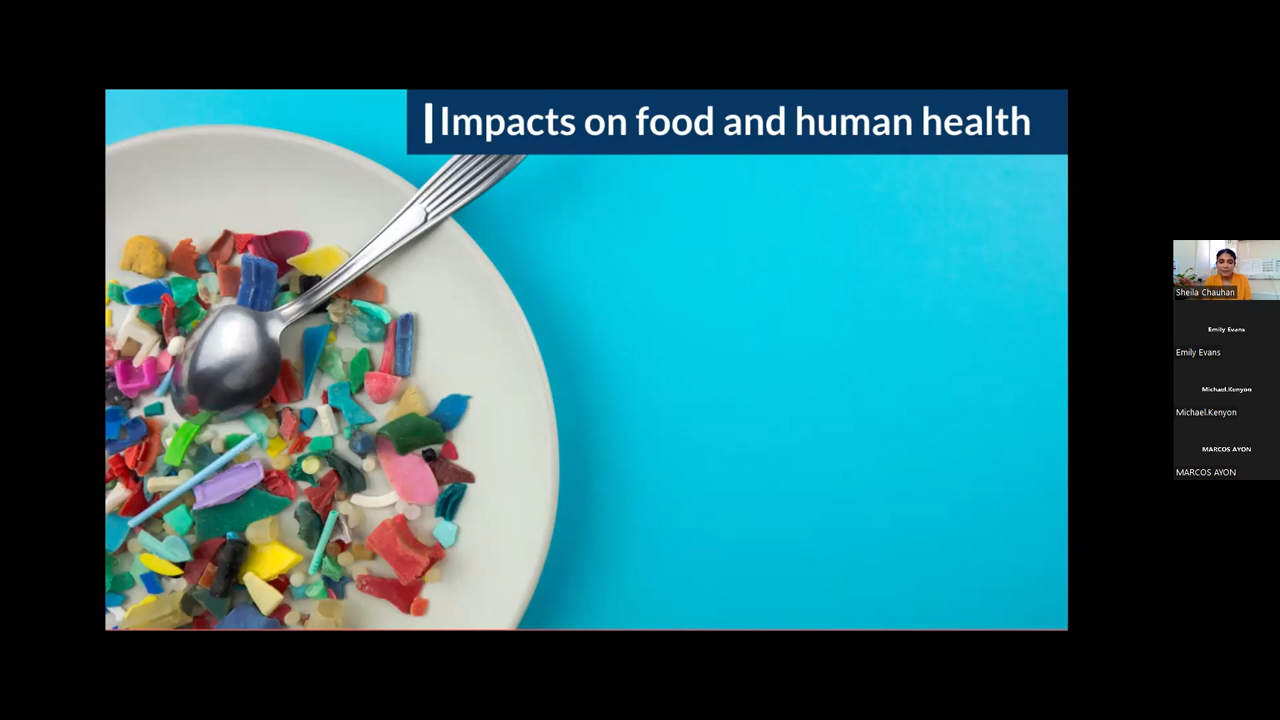 Impacts on food and human health
Sheila Chauhan
Emily Evans
Emily Evans
Michael.Kenyon
Michael.Kenyon
MARCOS AYON
MARCOS AYON